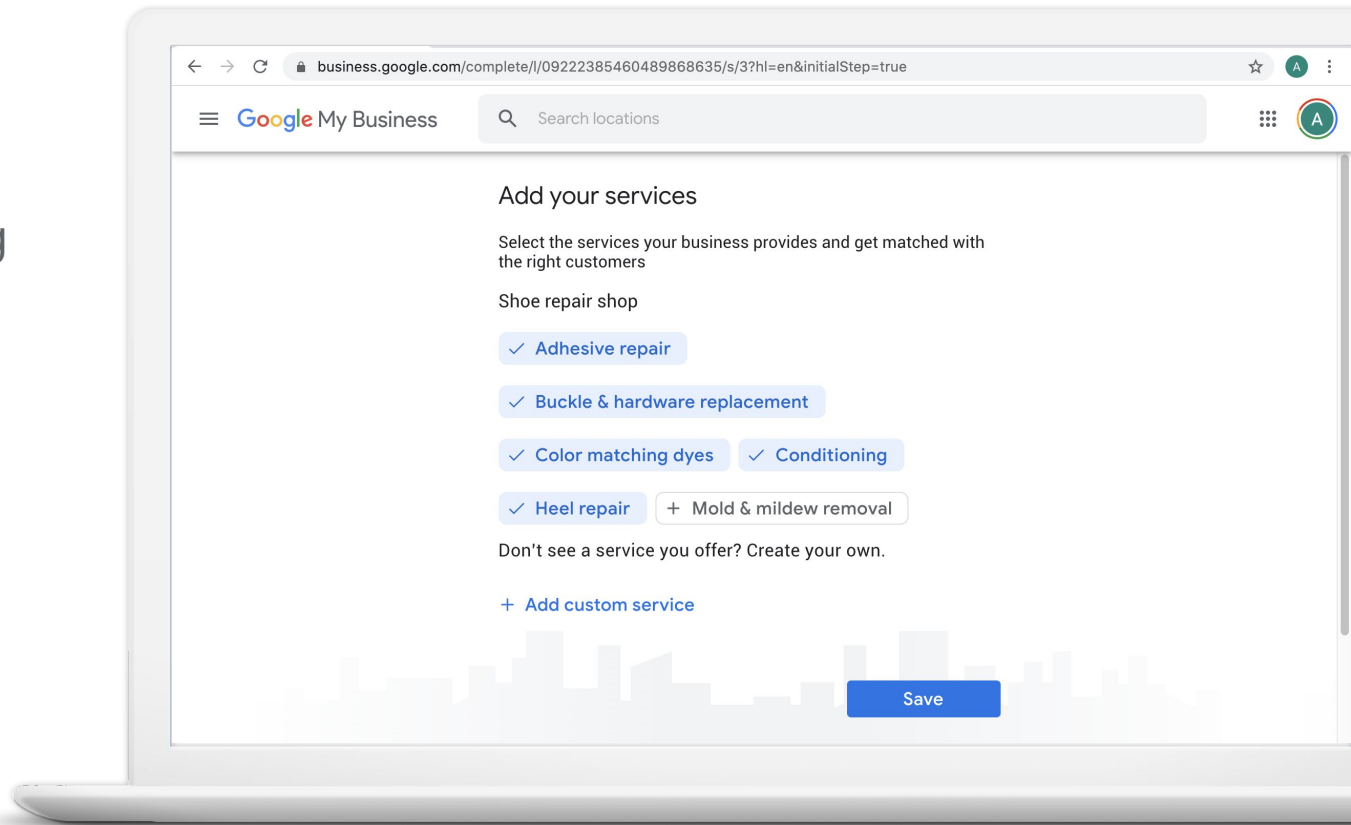 business.google.com/complete/l/09222385460489868635/s/3?hl=en&initialStep=true
A
Google My Business
Search locations
A
Add your services
Select the services your business provides and get matched with
the right customers
Shoe repair shop
Adhesive repair
Buckle & hardware replacement
Color matching dyes
Conditioning
Heel repair
+ Mold & mildew removal
Don't see a service you offer? Create your own.
+ Add custom service
Save